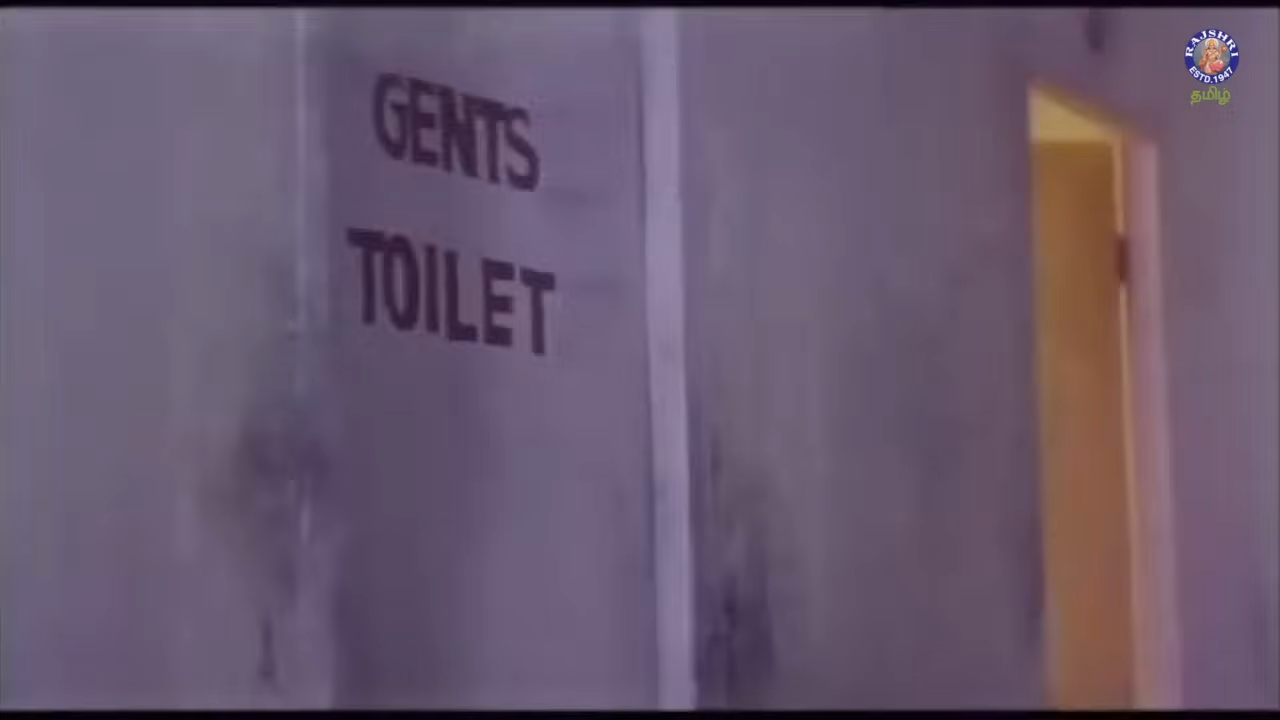 GENTS
TOILET
RAJSHRI
ESTD.1947
தமிழ்